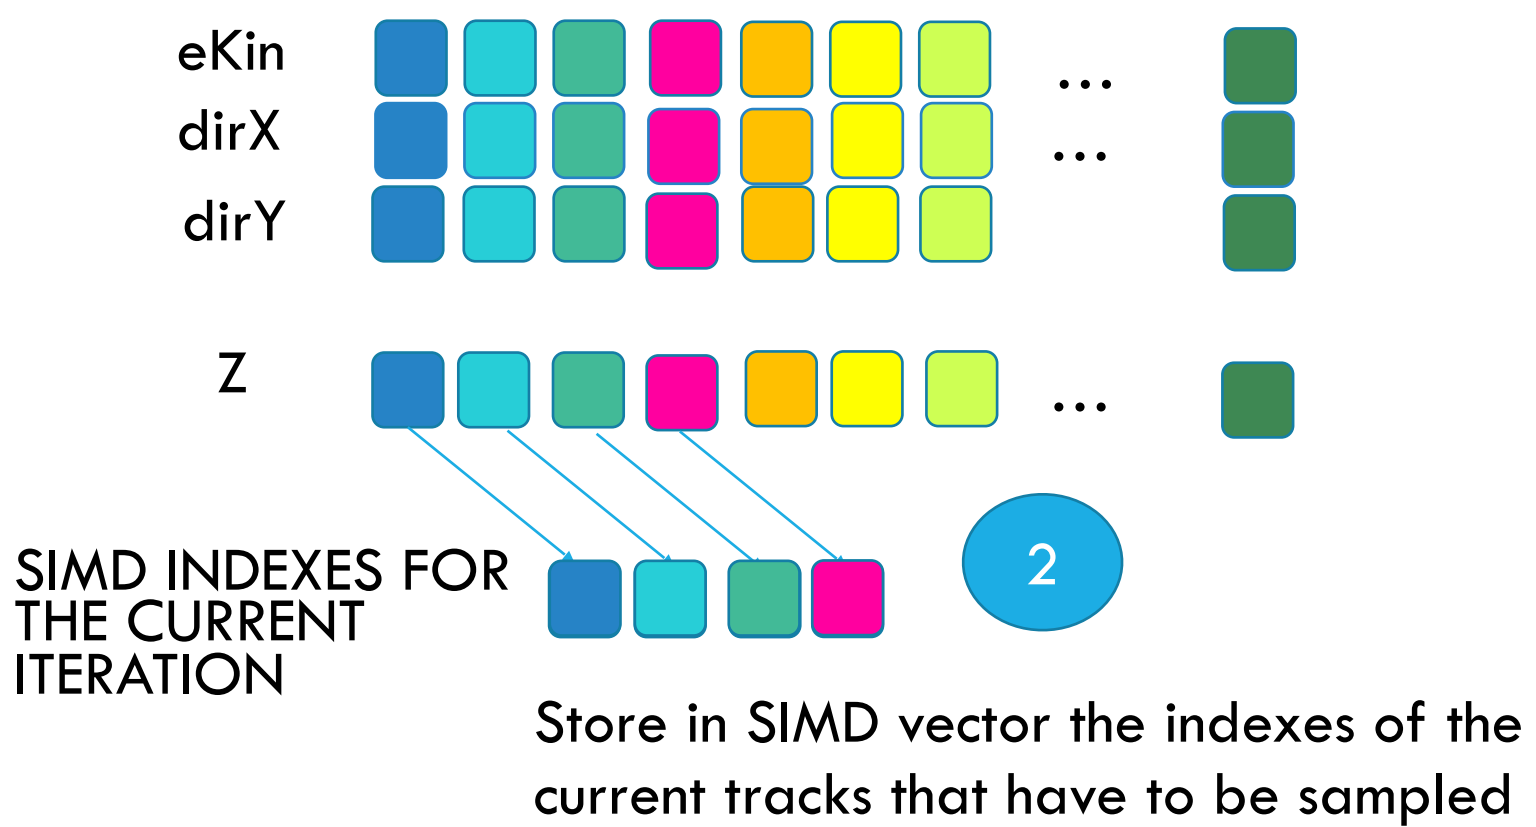 eKin
...
dirX
...
dirY
Z
...
SIMD INDEXES FOR
THE CURRENT
ITERATION
2
Store in SIMD vector the indexes of the
current tracks that have to be sampled